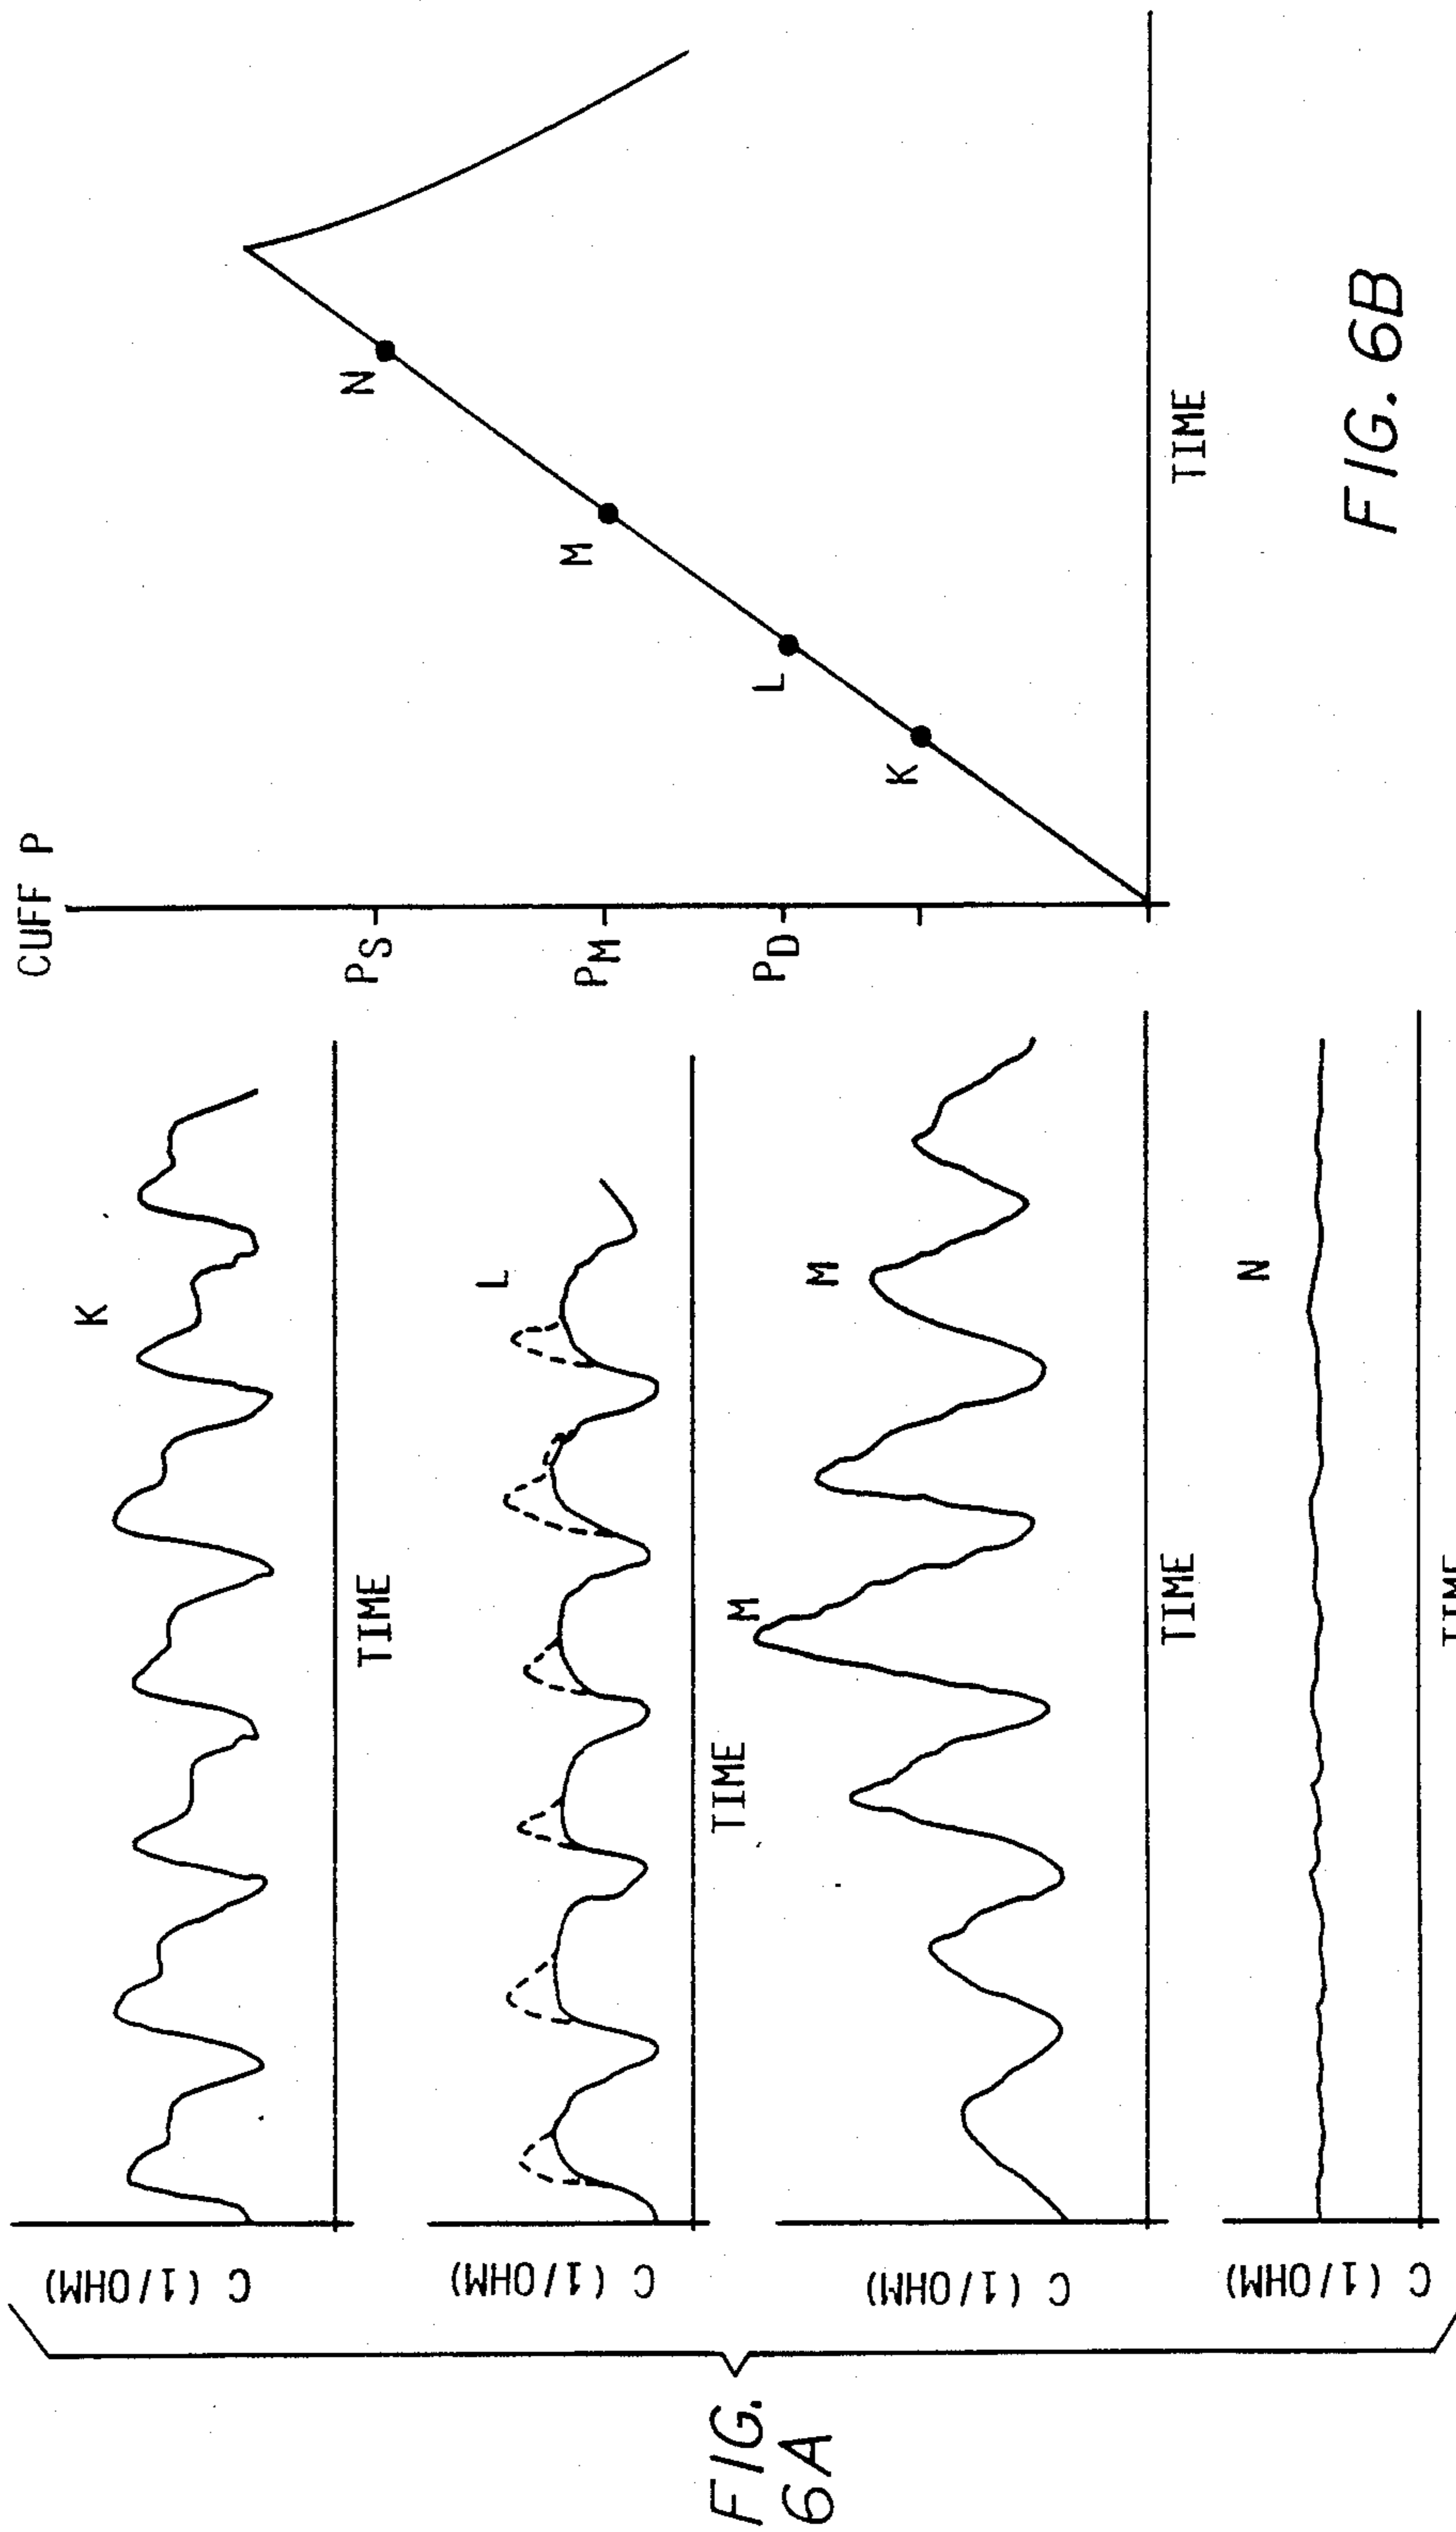 FIG.
6A
C (1/OHM)
K
TIME
C (1/OHM)
L
TIME
C (1/OHM)
M
M
TIME
C (1/OHM)
N
TIME
CUFF P
PS
PM
PD
K
L
M
N
TIME
FIG. 6B